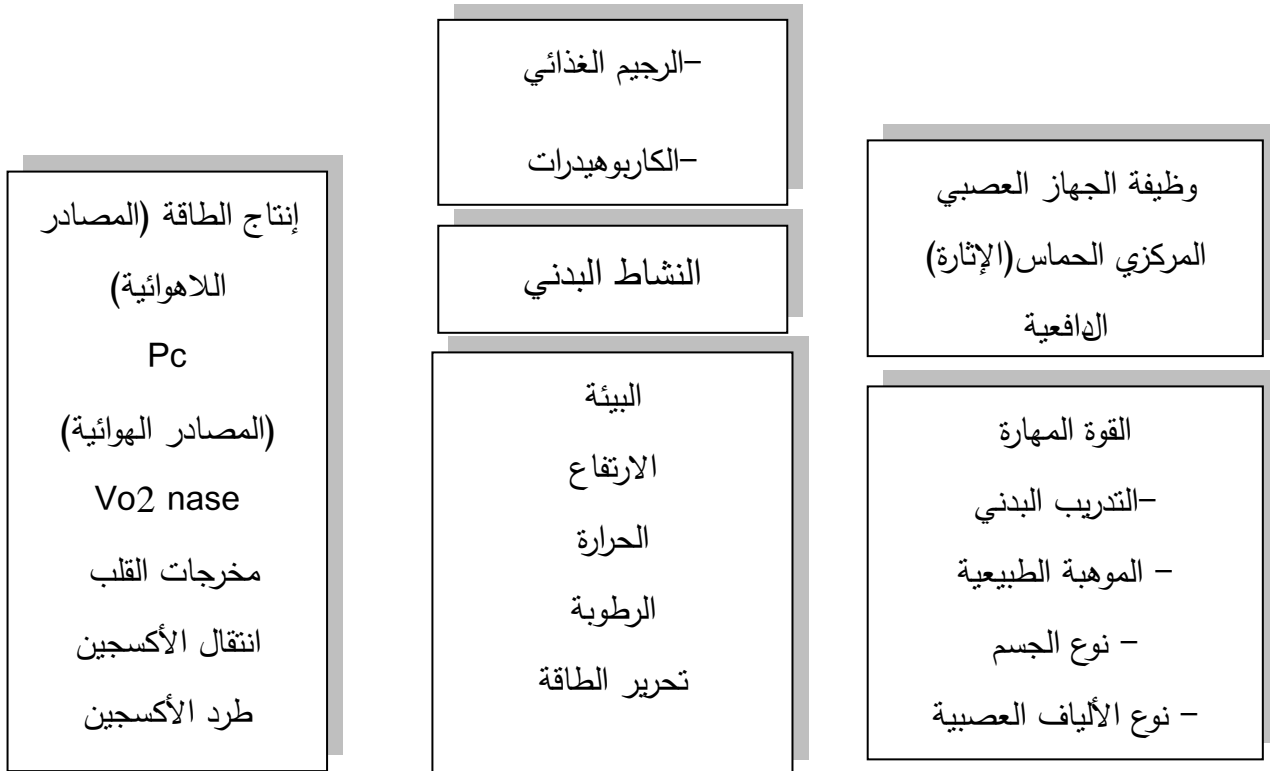 وظيفة الجهاز العصبي
المركزي الحماس(الإثارة)
الدافعية
القوة المهارة
–التدريب البدني
– الموهبة الطبيعية
– نوع الجسم
– نوع الألياف العصبية
–الرجيم الغذائي
–الكاربوهيدرات
النشاط البدني
البيئة
الارتفاع
الحرارة
الرطوبة
تحرير الطاقة
إنتاج الطاقة (المصادر
اللاهوائية)
Pc
(المصادر الهوائية)
Vo2 nase
مخرجات القلب
انتقال الأكسجين
طرد الأكسجين